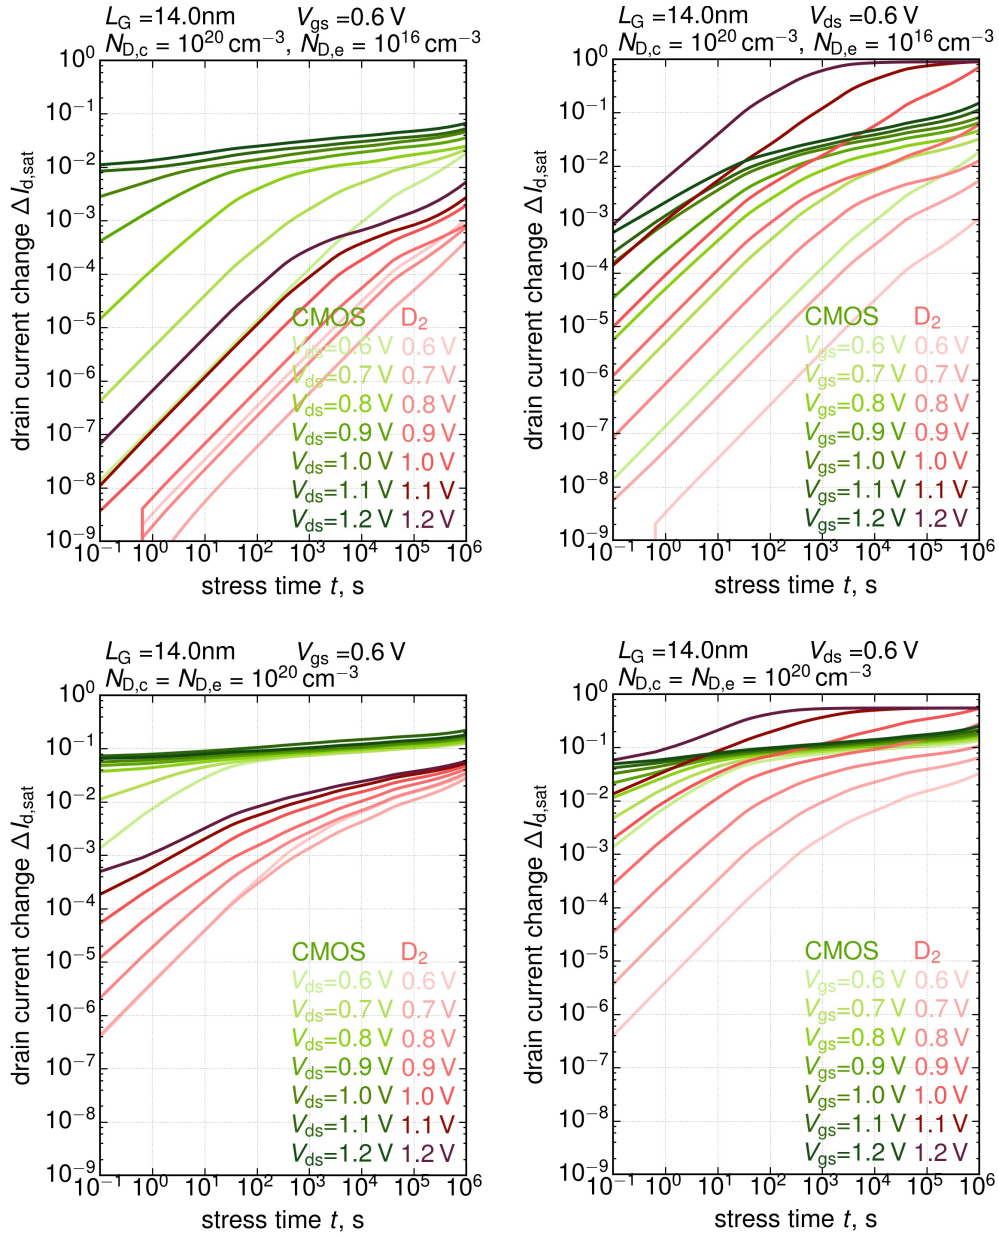 L_G =14.0nm V_gs =0.6 V
N_D,c = 10^20 cm^−3, N_D,e = 10^16 cm^−3
10^0
10^−1
10^−2
10^−3
10^−4
10^−5
10^−6
10^−7
10^−8
10^−9
drain current change Δ I_d,sat
CMOS D_2
V_ds=0.6 V 0.6 V
V_ds=0.7 V 0.7 V
V_ds=0.8 V 0.8 V
V_ds=0.9 V 0.9 V
V_ds=1.0 V 1.0 V
V_ds=1.1 V 1.1 V
V_ds=1.2 V 1.2 V
10^−1 10^0 10^1 10^2 10^3 10^4 10^5 10^6
stress time t, s
L_G =14.0nm V_ds =0.6 V
N_D,c = 10^20 cm^−3, N_D,e = 10^16 cm^−3
10^0
10^−1
10^−2
10^−3
10^−4
10^−5
10^−6
10^−7
10^−8
10^−9
drain current change Δ I_d,sat
CMOS D_2
V_gs=0.6 V 0.6 V
V_gs=0.7 V 0.7 V
V_gs=0.8 V 0.8 V
V_gs=0.9 V 0.9 V
V_gs=1.0 V 1.0 V
V_gs=1.1 V 1.1 V
V_gs=1.2 V 1.2 V
10^−1 10^0 10^1 10^2 10^3 10^4 10^5 10^6
stress time t, s
L_G =14.0nm V_gs =0.6 V
N_D,c = N_D,e = 10^20 cm^−3
10^0
10^−1
10^−2
10^−3
10^−4
10^−5
10^−6
10^−7
10^−8
10^−9
drain current change Δ I_d,sat
CMOS D_2
V_ds=0.6 V 0.6 V
V_ds=0.7 V 0.7 V
V_ds=0.8 V 0.8 V
V_ds=0.9 V 0.9 V
V_ds=1.0 V 1.0 V
V_ds=1.1 V 1.1 V
V_ds=1.2 V 1.2 V
10^−1 10^0 10^1 10^2 10^3 10^4 10^5 10^6
stress time t, s
L_G =14.0nm V_ds =0.6 V
N_D,c = N_D,e = 10^20 cm^−3
10^0
10^−1
10^−2
10^−3
10^−4
10^−5
10^−6
10^−7
10^−8
10^−9
drain current change Δ I_d,sat
CMOS D_2
V_gs=0.6 V 0.6 V
V_gs=0.7 V 0.7 V
V_gs=0.8 V 0.8 V
V_gs=0.9 V 0.9 V
V_gs=1.0 V 1.0 V
V_gs=1.1 V 1.1 V
V_gs=1.2 V 1.2 V
10^−1 10^0 10^1 10^2 10^3 10^4 10^5 10^6
stress time t, s